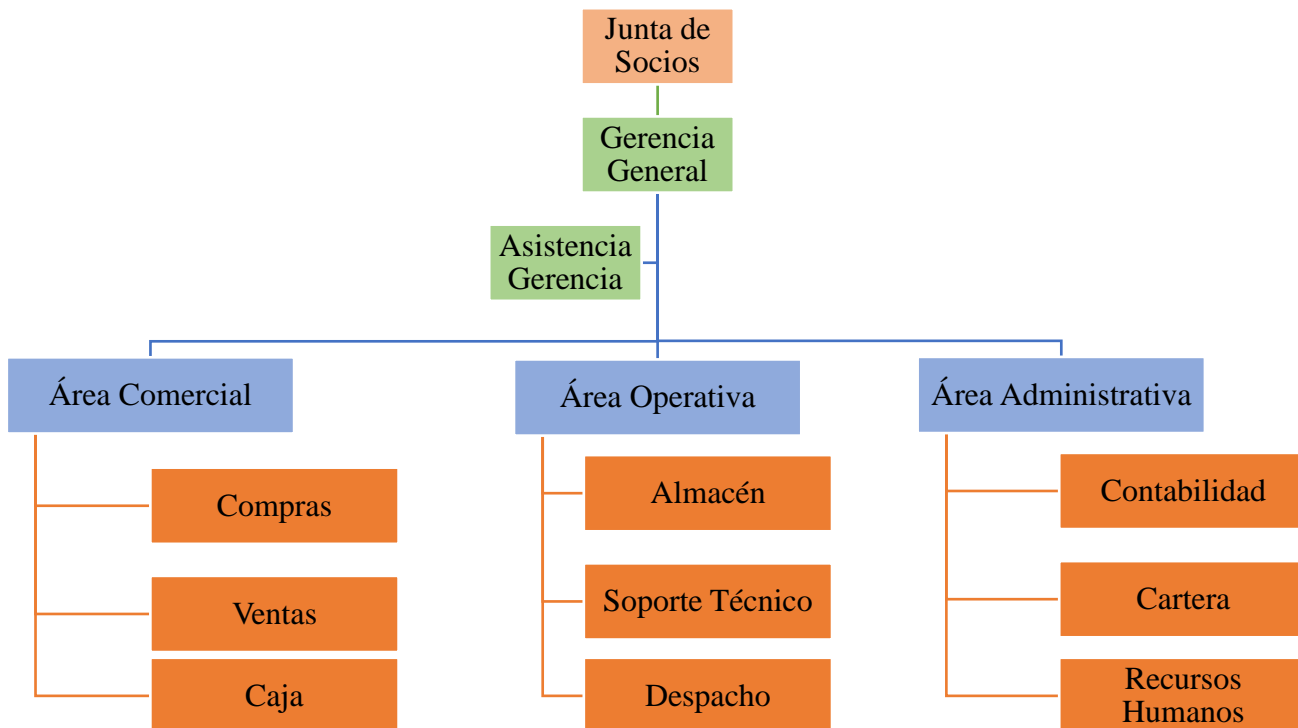 Junta de
Socios
Gerencia
General
Asistencia
Gerencia
Área Comercial
Área Operativa
Área Administrativa
Compras
Ventas
Caja
Almacén
Soporte Técnico
Despacho
Contabilidad
Cartera
Recursos
Humanos